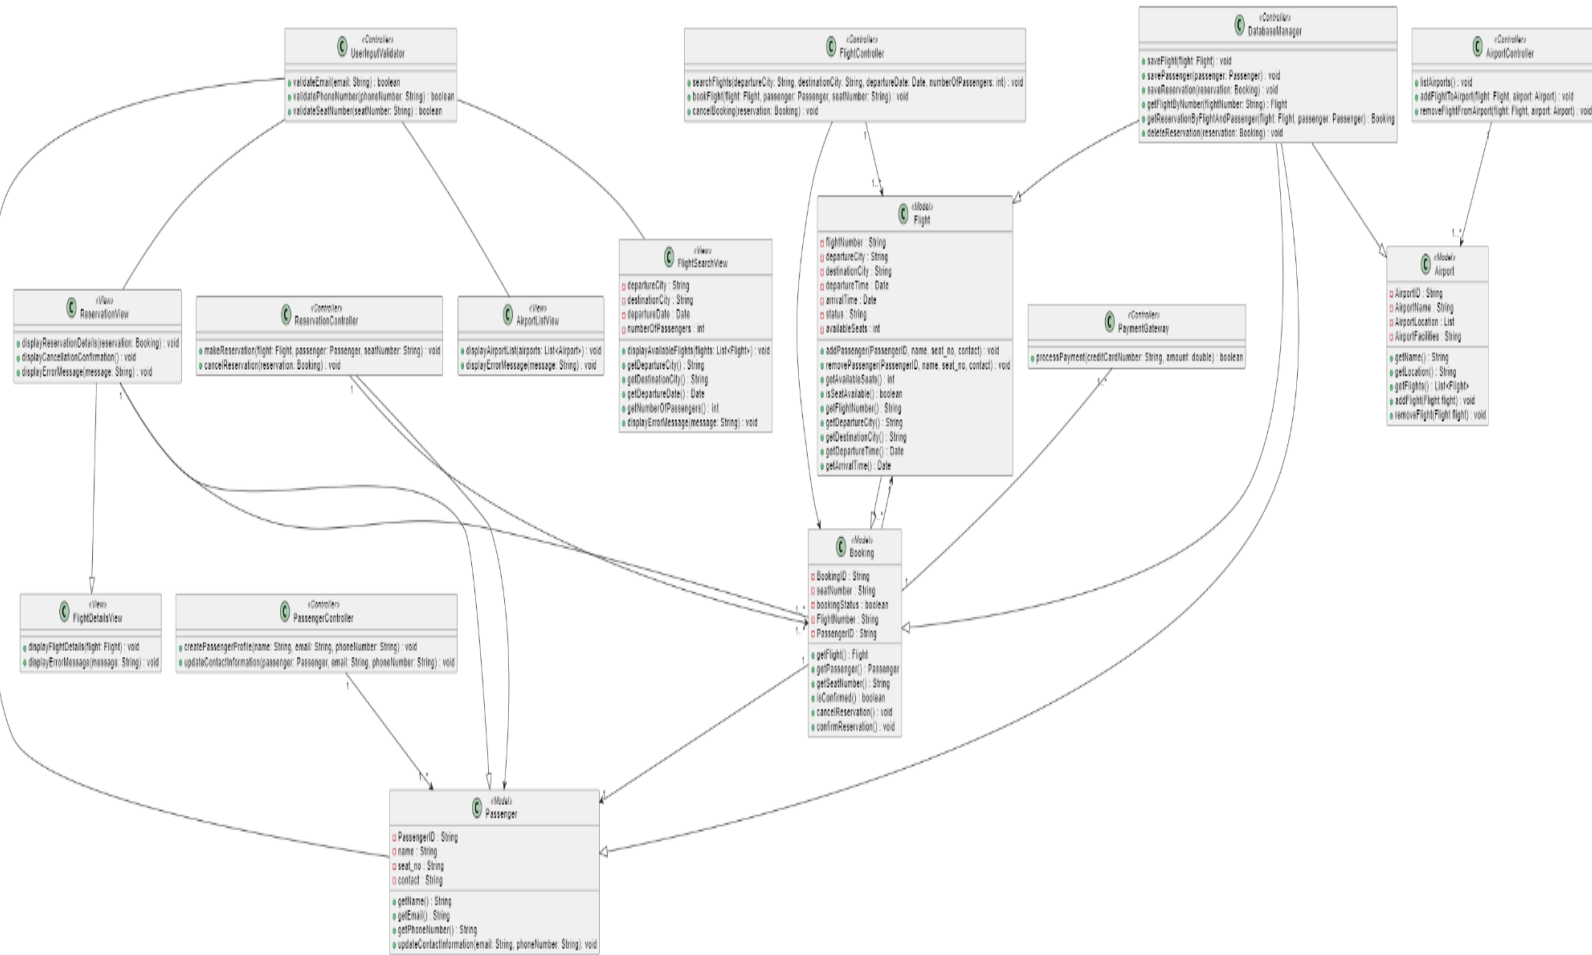 «Controller»
UserInputValidator
validateEmail(email: String) : boolean
validatePhoneNumber(phoneNumber: String) : boolean
validateSeatNumber(seatNumber: String) : boolean
«Controller»
FlightController
searchFlights(departureCity: String, destinationCity: String, departureDate: Date, numberOfPassengers: int) : void
bookFlight(flight: Flight, passenger: Passenger, seatNumber: String) : void
cancelBooking(reservation: Booking) : void
1
1..*
«Controller»
DatabaseManager
saveFlight(flight: Flight) : void
savePassenger(passenger: Passenger) : void
saveReservation(reservation: Booking) : void
getFlightByNumber(flightNumber: String) : Flight
getReservationByFlightAndPassenger(flight: Flight, passenger: Passenger) : Booking
deleteReservation(reservation: Booking) : void
«Controller»
AirportController
listAirports() : void
addFlightToAirport(flight: Flight, airport: Airport) : void
removeFlightFromAirport(flight: Flight, airport: Airport) : void
1
1..*
«Model»
Flight
flightNumber : String
departureCity : String
destinationCity : String
departureTime : Date
arrivalTime : Date
status : String
availableSeats : int
addPassenger(PassengerID, name, seat_no, contact) : void
removePassenger(PassengerID, name, seat_no, contact) : void
getAvailableSeats() : int
isSeatAvailable() : boolean
getFlightNumber() : String
getDepartureCity() : String
getDestinationCity() : String
getDepartureTime() : Date
getArrivalTime() : Date
«View»
FlightSearchView
departureCity : String
destinationCity : String
departureDate : Date
numberOfPassengers : int
displayAvailableFlights(flights: List<Flight>) : void
getDepartureCity() : String
getDestinationCity() : String
getDepartureDate() : Date
getNumberOfPassengers() : int
displayErrorMessage(message: String) : void
«Model»
Airport
AirportID : String
AirportName : String
AirportLocation : List
AirportFacilities : String
getName() : String
getLocation() : String
getFlights() : List<Flight>
addFlight(Flight flight) : void
removeFlight(Flight flight) : void
«View»
ReservationView
displayReservationDetails(reservation: Booking) : void
displayCancellationConfirmation() : void
displayErrorMessage(message: String) : void
1
«Controller»
ReservationController
makeReservation(flight: Flight, passenger: Passenger, seatNumber: String) : void
cancelReservation(reservation: Booking) : void
1
«View»
AirportListView
displayAirportList(airports: List<Airport>) : void
displayErrorMessage(message: String) : void
«Controller»
PaymentGateway
processPayment(creditCardNumber: String, amount: double) : boolean
1..*
1
«Model»
Booking
BookingID : String
seatNumber : String
bookingStatus : boolean
FlightNumber : String
PassengerID : String
getFlight() : Flight
getPassenger() : Passenger
getSeatNumber() : String
isConfirmed() : boolean
cancelReservation() : void
confirmReservation() : void
1
1..*
1..*
1
«View»
FlightDetailsView
displayFlightDetails(flight: Flight) : void
displayErrorMessage(message: String) : void
«Controller»
PassengerController
createPassengerProfile(name: String, email: String, phoneNumber: String) : void
updateContactInformation(passenger: Passenger, email: String, phoneNumber: String) : void
1
1..*
1
«Model»
Passenger
PassengerID : String
name : String
seat_no : String
contact : String
getName() : String
getEmail() : String
getPhoneNumber() : String
updateContactInformation(email: String, phoneNumber: String): void